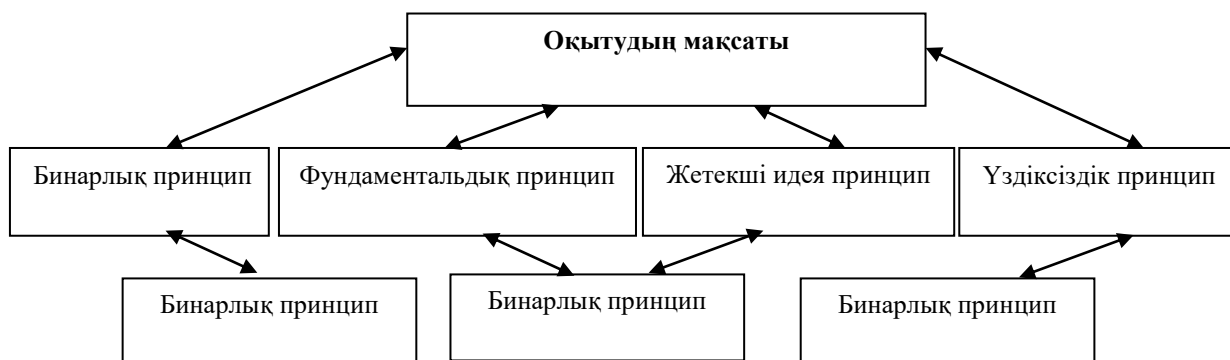 Оқытудың мақсаты
Бинарлық принцип
Фундаментальдық принцип
Жетекші идея принцип
Үздіксіздік принцип
Бинарлық принцип
Бинарлық принцип
Бинарлық принцип